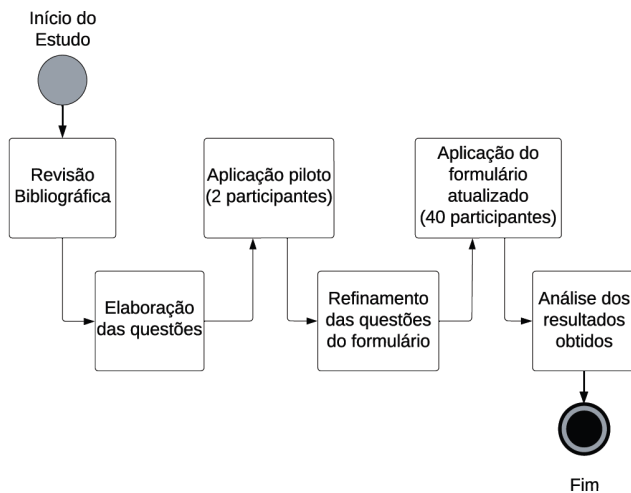 Início do
Estudo
Revisão
Bibliográfica
Elaboração
das questões
Aplicação piloto
(2 participantes)
Refinamento
das questões
do formulário
Aplicação do
formulário
atualizado
(40 participantes)
Análise dos
resultados
obtidos
Fim